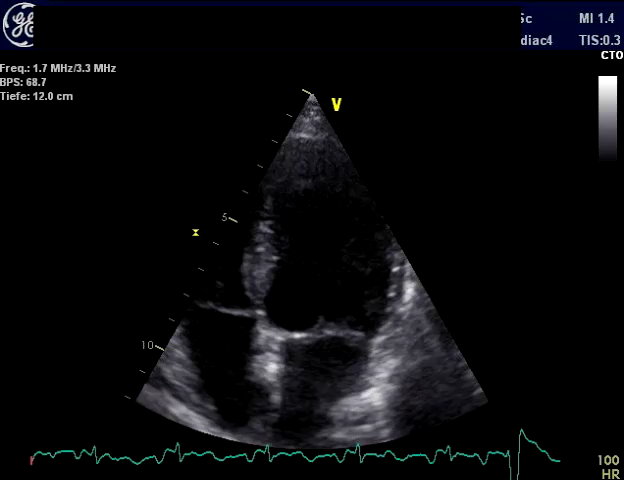 GE
Sc MI 1.4
diac4 TIS:0.3
CTO
Freq.: 1.7 MHz/3.3 MHz
BPS: 68.7
Tiefe: 12.0 cm
V
5
10
100
HR